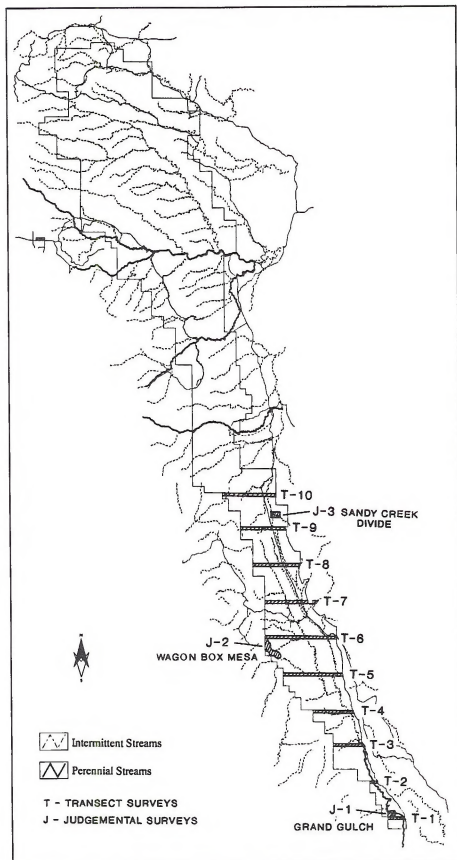 T-10
J-3 SANDY CREEK
DIVIDE
T-9
T-8
T-7
J-2
T-6
WAGON BOX MESA
T-5
T-4
T-3
T-2
J-1
T-1
GRAND GULCH
N
S
Intermittent Streams
Perennial Streams
T - TRANSECT SURVEYS
J - JUDGEMENTAL SURVEYS